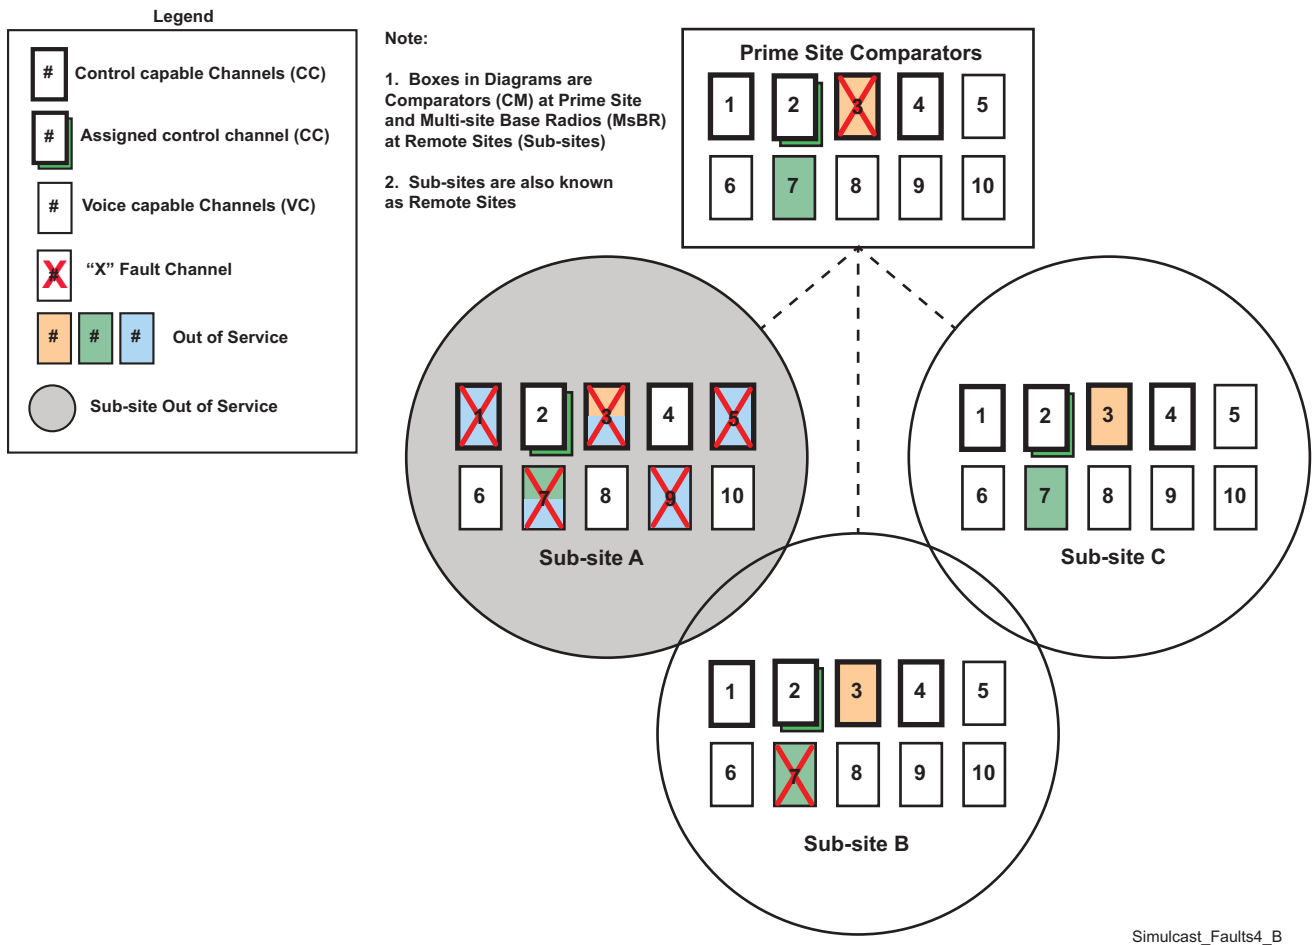 Legend
# Control capable Channels (CC)
# Assigned control channel (CC)
# Voice capable Channels (VC)
# “X” Fault Channel
# # # Out of Service
Sub-site Out of Service
Note:
1. Boxes in Diagrams are
Comparators (CM) at Prime Site
and Multi-site Base Radios (MsBR)
at Remote Sites (Sub-sites)
2. Sub-sites are also known
as Remote Sites
Prime Site Comparators
1 2 3 4 5
6 7 8 9 10
1 2 3 4 5
6 7 8 9 10
Sub-site A
1 2 3 4 5
6 7 8 9 10
Sub-site C
1 2 3 4 5
6 7 8 9 10
Sub-site B
Simulcast_Faults4_B